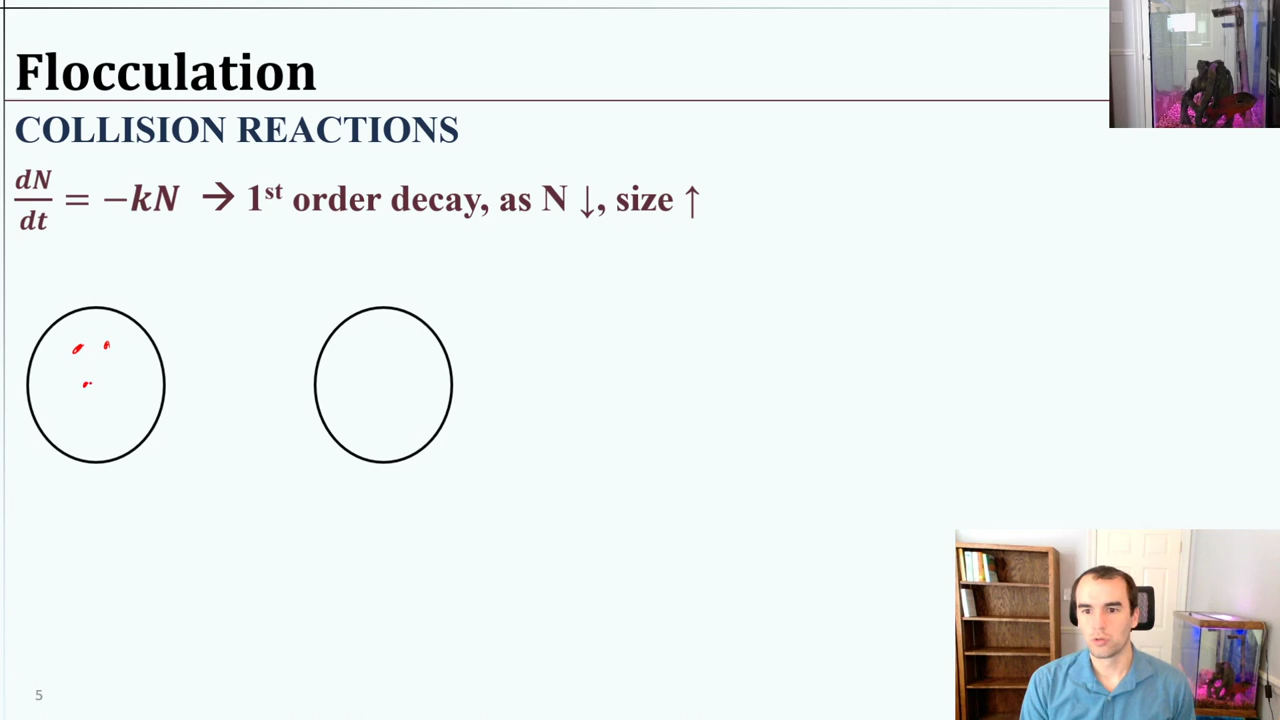 Flocculation
COLLISION REACTIONS
dN/dt = −kN → 1st order decay, as N ↓, size ↑
5